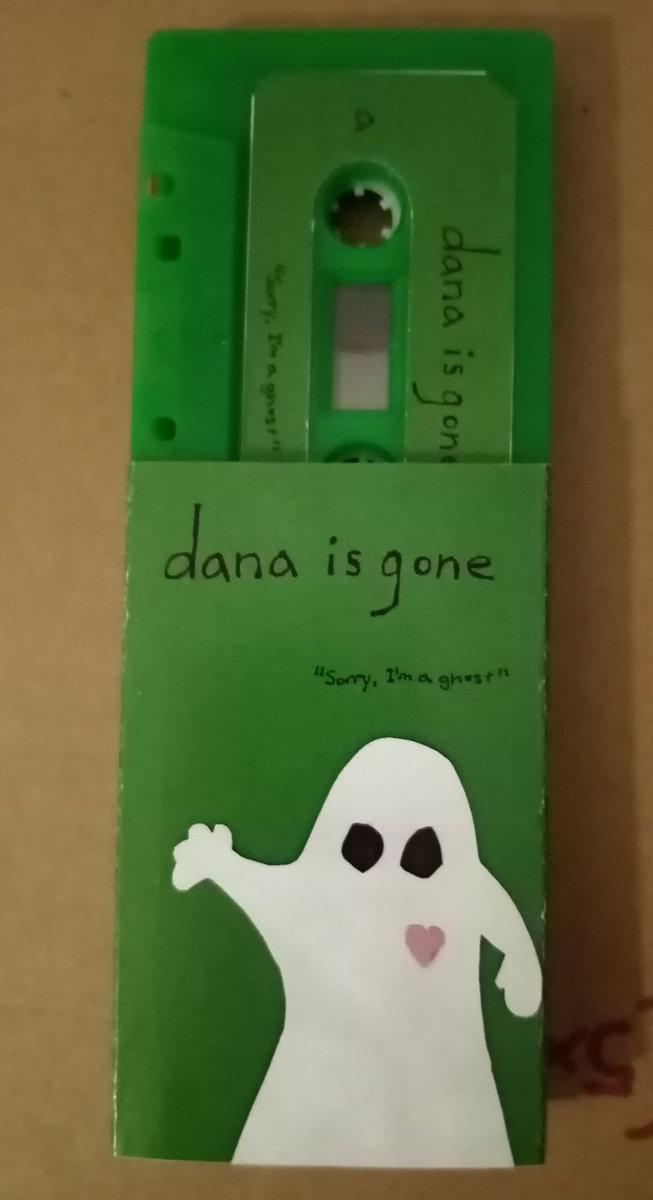 a
dana is gone
"Sorry, I'm a ghost"
dana is gone
"Sorry, I'm a ghost"